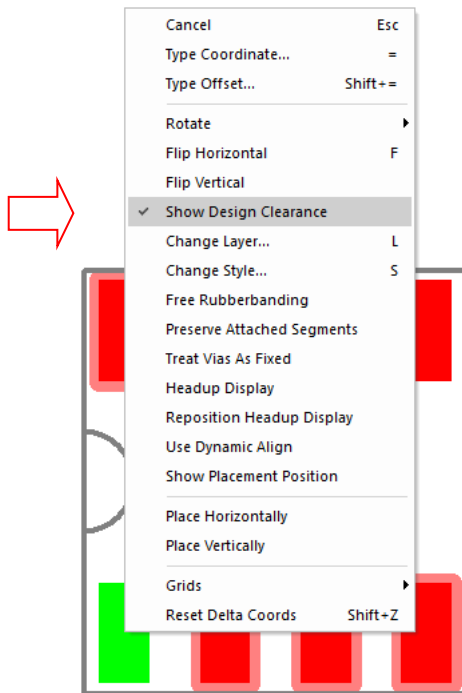 Cancel Esc
Type Coordinate... =
Type Offset... Shift+=
Rotate
Flip Horizontal F
Flip Vertical
Show Design Clearance
Change Layer... L
Change Style... S
Free Rubberbanding
Preserve Attached Segments
Treat Vias As Fixed
Headup Display
Reposition Headup Display
Use Dynamic Align
Show Placement Position
Place Horizontally
Place Vertically
Grids
Reset Delta Coords Shift+Z